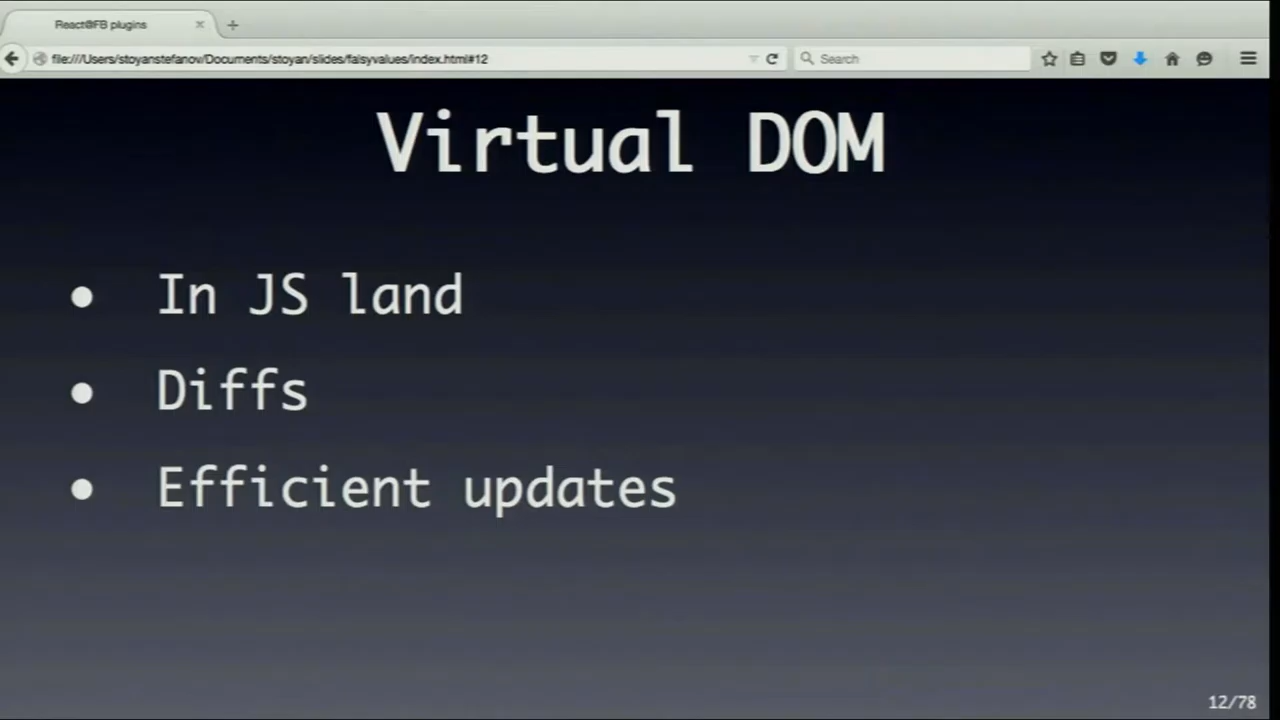 React@FB plugins
file:///Users/stoyanstefanov/Documents/stoyan/slides/falsyvalues/index.html#12
Search
Virtual DOM
• In JS land
• Diffs
• Efficient updates
12/78